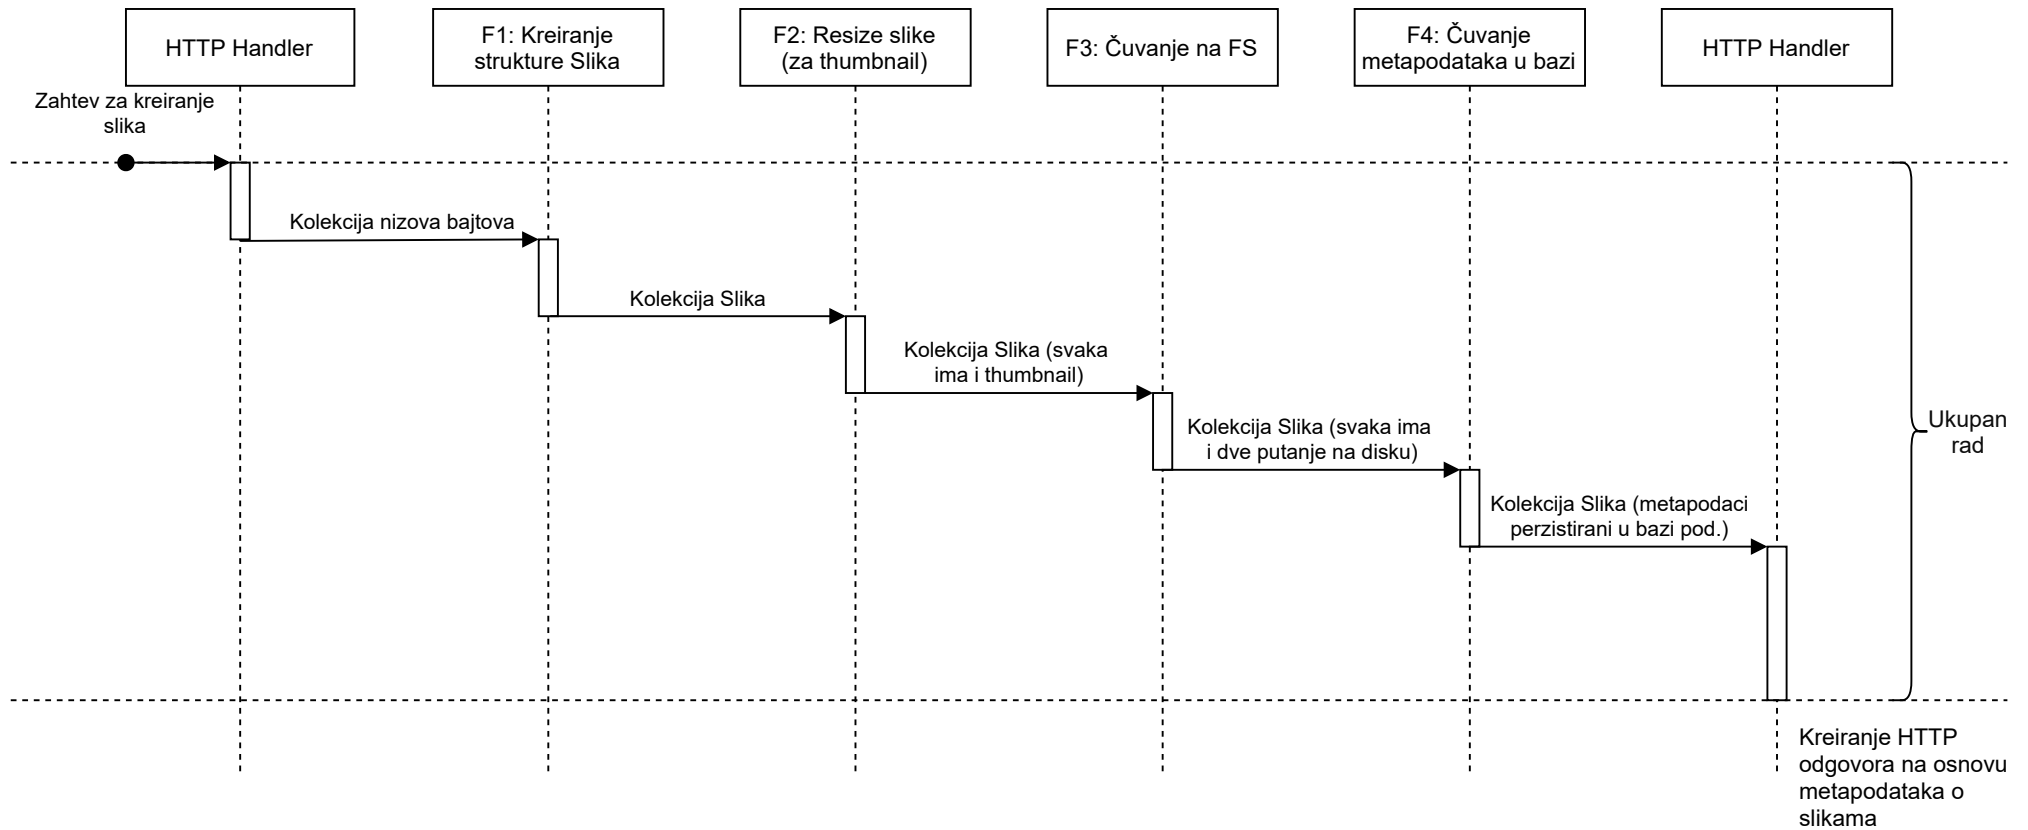 HTTP Handler
F1: Kreiranje
strukture Slika
F2: Resize slike
(za thumbnail)
F3: Čuvanje na FS
F4: Čuvanje
metapodataka u bazi
HTTP Handler
Zahtev za kreiranje
slika
Kolekcija nizova bajtova
Kolekcija Slika
Kolekcija Slika (svaka
ima i thumbnail)
Kolekcija Slika (svaka ima
i dve putanje na disku)
Kolekcija Slika (metapodaci
perzistirani u bazi pod.)
Ukupan
rad
Kreiranje HTTP
odgovora na osnovu
metapodataka o
slikama